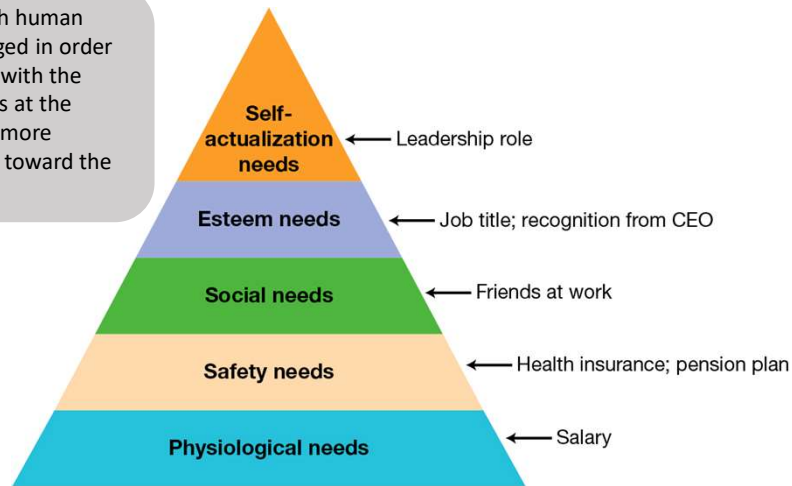 h human
ged in order
with the
s at the
more
toward the
Self-
actualization
needs
Leadership role
Esteem needs
Job title; recognition from CEO
Social needs
Friends at work
Safety needs
Health insurance; pension plan
Physiological needs
Salary